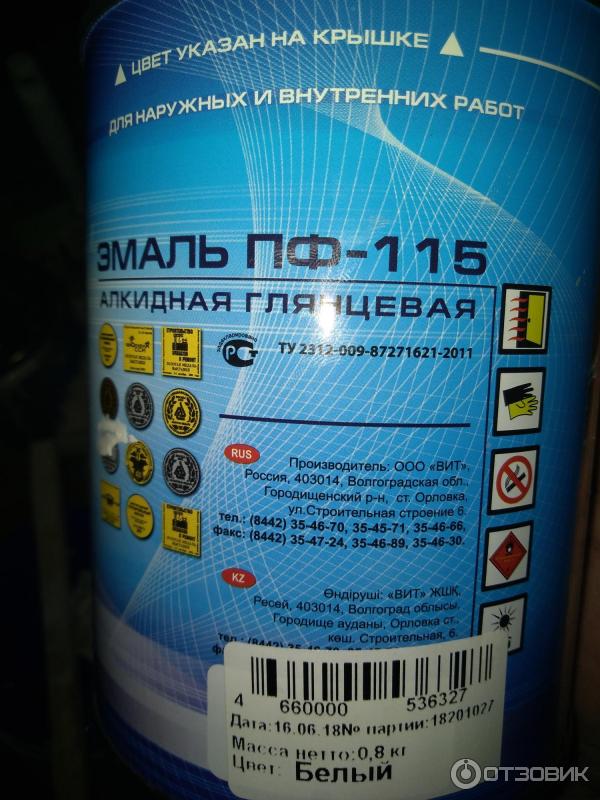 ЦВЕТ УКАЗАН НА КРЫШКЕ
ДЛЯ НАРУЖНЫХ И ВНУТРЕННИХ РАБОТ
ЭМАЛЬ ПФ-115
АЛКИДНАЯ ГЛЯНЦЕВАЯ
ТУ 2312-009-87271621-2011
RUS
Производитель: ООО «ВИТ»,
Россия, 403014, Волгоградская обл.,
Городищенский р-н, ст. Орловка,
ул.Строительная строение 6.
тел.: (8442) 35-46-70, 35-45-71, 35-46-66,
факс: (8442) 35-47-24, 35-46-89, 35-46-30.
KZ
Өндіруші: «ВИТ» ЖШҚ,
Ресей, 403014, Волгоград облысы,
Городище ауданы, Орловка ст.,
көш. Строительная, 6.
4 660000 536327
Дата:16.06.18№ партии:18201027
Масса нетто:0,8 кг
Цвет: Белый
ОТЗОВИК